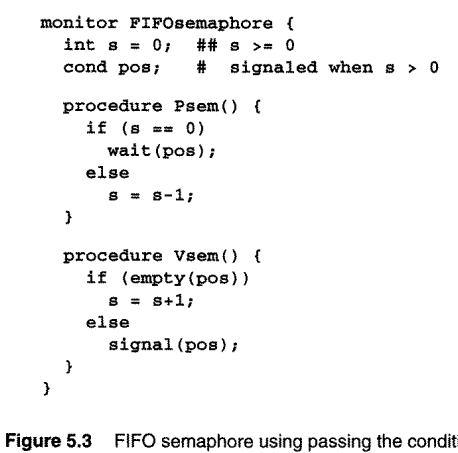 monitor FIFOsemaphore {
int s = 0; ## s >= 0
cond pos; # signaled when s > 0
procedure Psem() {
if (s == 0)
wait(pos);
else
s = s-1;
}
procedure Vsem() {
if (empty(pos))
s = s+1;
else
signal(pos);
}
}
Figure 5.3 FIFO semaphore using passing the condit